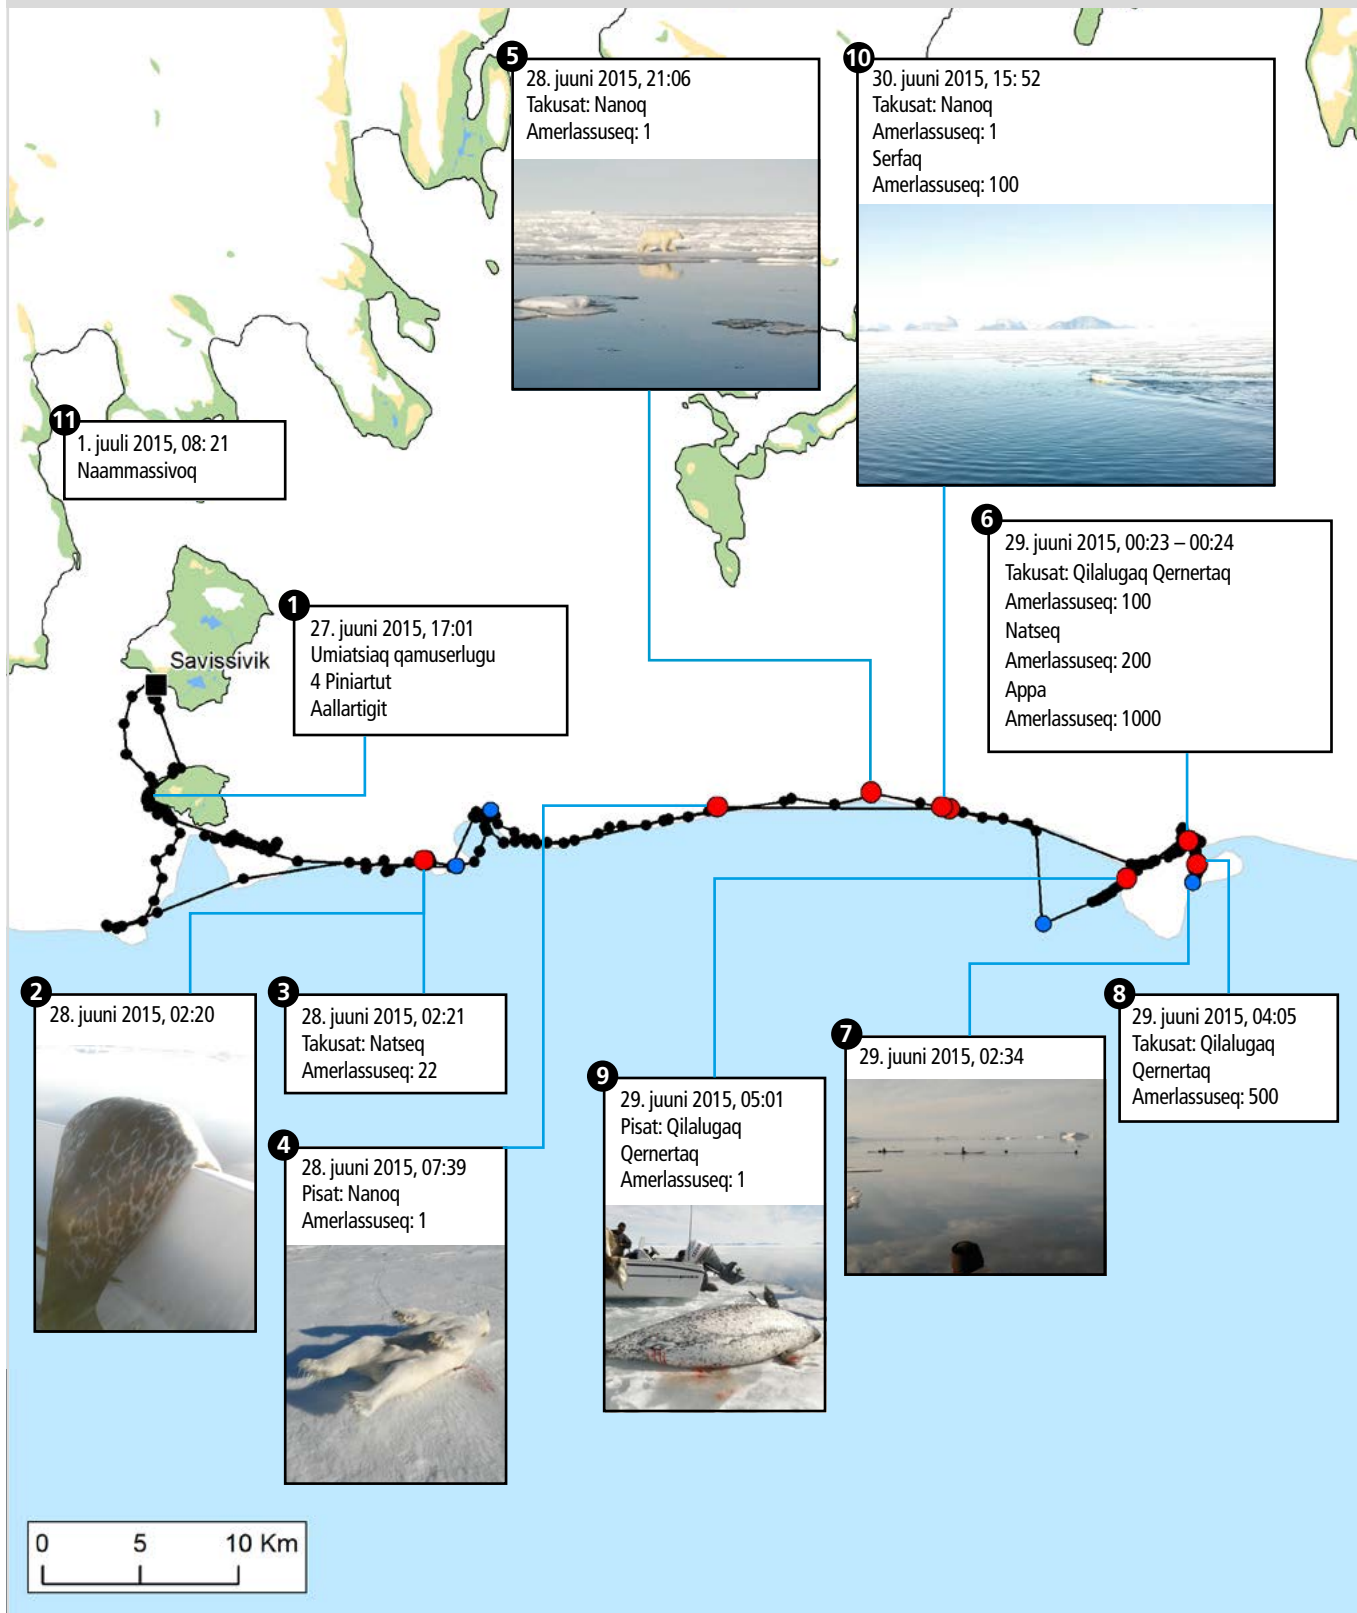 5
28. juuni 2015, 21:06
Takusat: Nanoq
Amerlassuseq: 1
10
30. juuni 2015, 15: 52
Takusat: Nanoq
Amerlassuseq: 1
Serfaq
Amerlassuseq: 100
11
1. juuli 2015, 08: 21
Naammassivoq
6
29. juuni 2015, 00:23 – 00:24
Takusat: Qilalugaq Qernertaq
Amerlassuseq: 100
Natseq
Amerlassuseq: 200
Appa
Amerlassuseq: 1000
Savissivik
1
27. juuni 2015, 17:01
Umiatsiaq qamuserlugu
4 Piniartut
Aallartigit
2
28. juuni 2015, 02:20
3
28. juuni 2015, 02:21
Takusat: Natseq
Amerlassuseq: 22
4
28. juuni 2015, 07:39
Pisat: Nanoq
Amerlassuseq: 1
9
29. juuni 2015, 05:01
Pisat: Qilalugaq
Qernertaq
Amerlassuseq: 1
7
29. juuni 2015, 02:34
8
29. juuni 2015, 04:05
Takusat: Qilalugaq
Qernertaq
Amerlassuseq: 500
0 5 10 Km